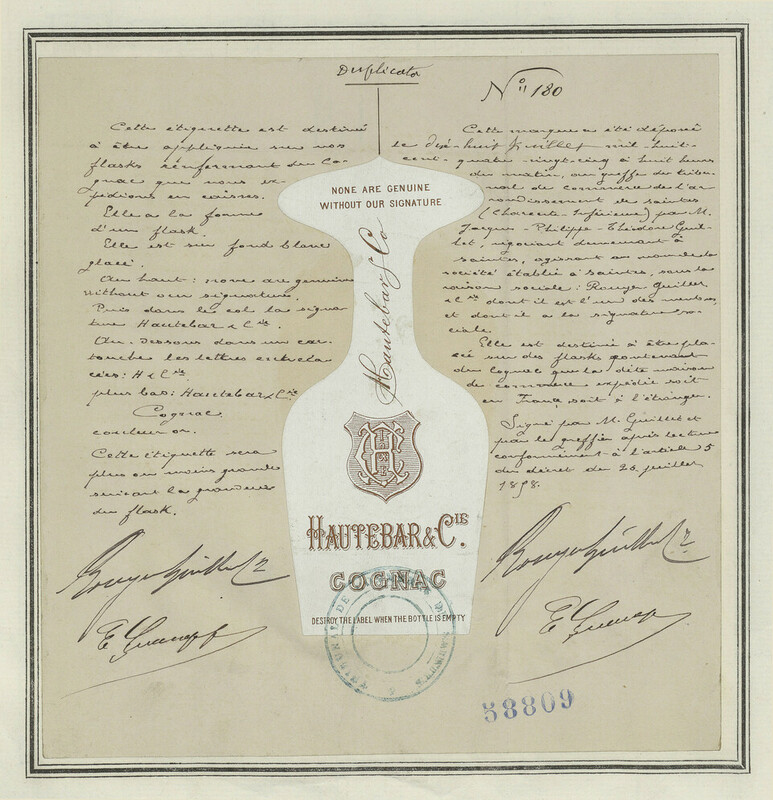 Duplicata
N° 180
Cette étiquette est destiné
à être appliquée sur nos
flasks renfermant du Co-
gnac que nous ex-
pédions en caisses.
Elle a la forme
d'un flask.
Elle est sur fond blanc
glacé.
Au haut: none are genuine
without our signature.
Puis dans le col la signa-
ture Hautebar & Cie.
Au-dessous dans un car-
touche les lettres entrela-
cées: H & Cie
plus bas: Hautebar & Cie
Cognac
couleur or.
Cette étiquette sera
plus ou moins grande
suivant la grandeur
du flask.
Rouyer Guillet Cie
NONE ARE GENUINE
WITHOUT OUR SIGNATURE
Hautebar & Co
HC
HAUTEBAR & CIE.
COGNAC
DESTROY THE LABEL WHEN THE BOTTLE IS EMPTY
TRIBUNAL DE
Cette marque a été déposée
le dix-huit Juillet mil-huit-
cent-quatre-vingt-cinq à huit heures
du matin, au greffe du tribu-
nal de commerce de l'ar-
rondissement de saintes
(Charente-Inférieure) par M.
Jacques-Philippe-Théodore Guil-
let, négociant demeurant à
saintes, agissant au nom de la
société établie à saintes, sous la
raison sociale: Rouyer, Guillet
& Cie dont il est l'un des membres,
et dont il a la signature so-
ciale.
Elle est destinée à être pla-
cée sur des flasks contenant
du cognac que la dite maison
de commerce expédie soit
en France soit à l'étranger.
Signé par M. Guillet et
par le greffier après lecture
conformément à l'article 5
du décret du 26 juillet
1858.
Rouyer Guillet Cie
58809